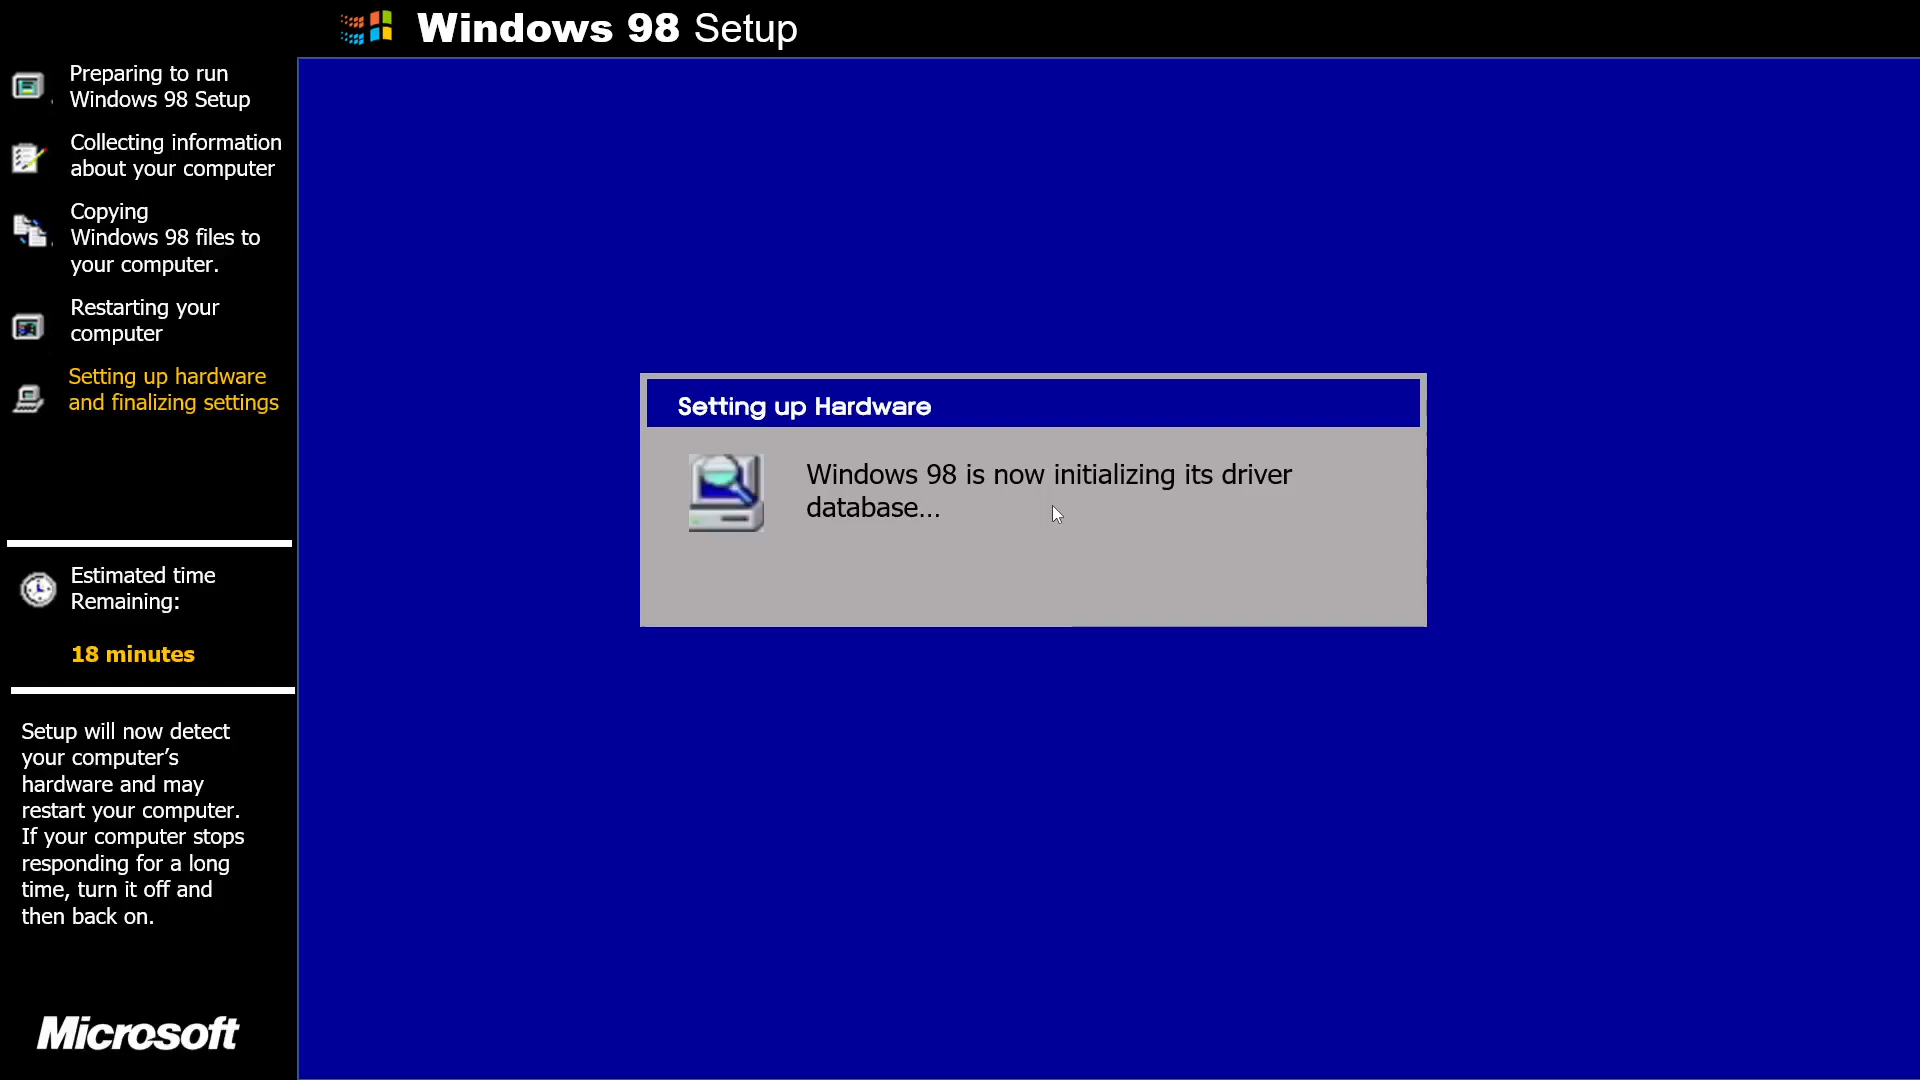 Windows 98 Setup
Preparing to run
Windows 98 Setup
Collecting information
about your computer
Copying
Windows 98 files to
your computer.
Restarting your
computer
Setting up hardware
and finalizing settings
Estimated time
Remaining:
18 minutes
Setup will now detect
your computer’s
hardware and may
restart your computer.
If your computer stops
responding for a long
time, turn it off and
then back on.
Microsoft
Setting up Hardware
Windows 98 is now initializing its driver
database...